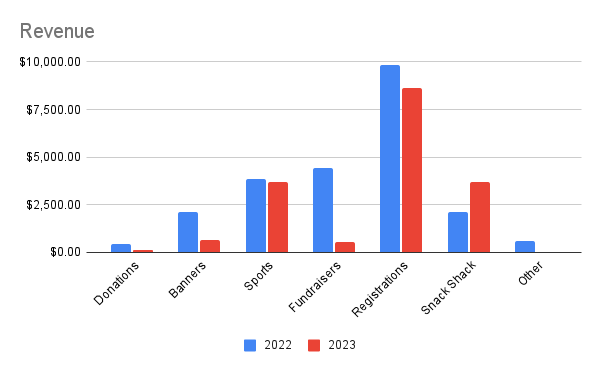 Revenue
$10,000.00
$7,500.00
$5,000.00
$2,500.00
$0.00
Donations
Banners
Sports
Fundraisers
Registrations
Snack Shack
Other
2022 2023